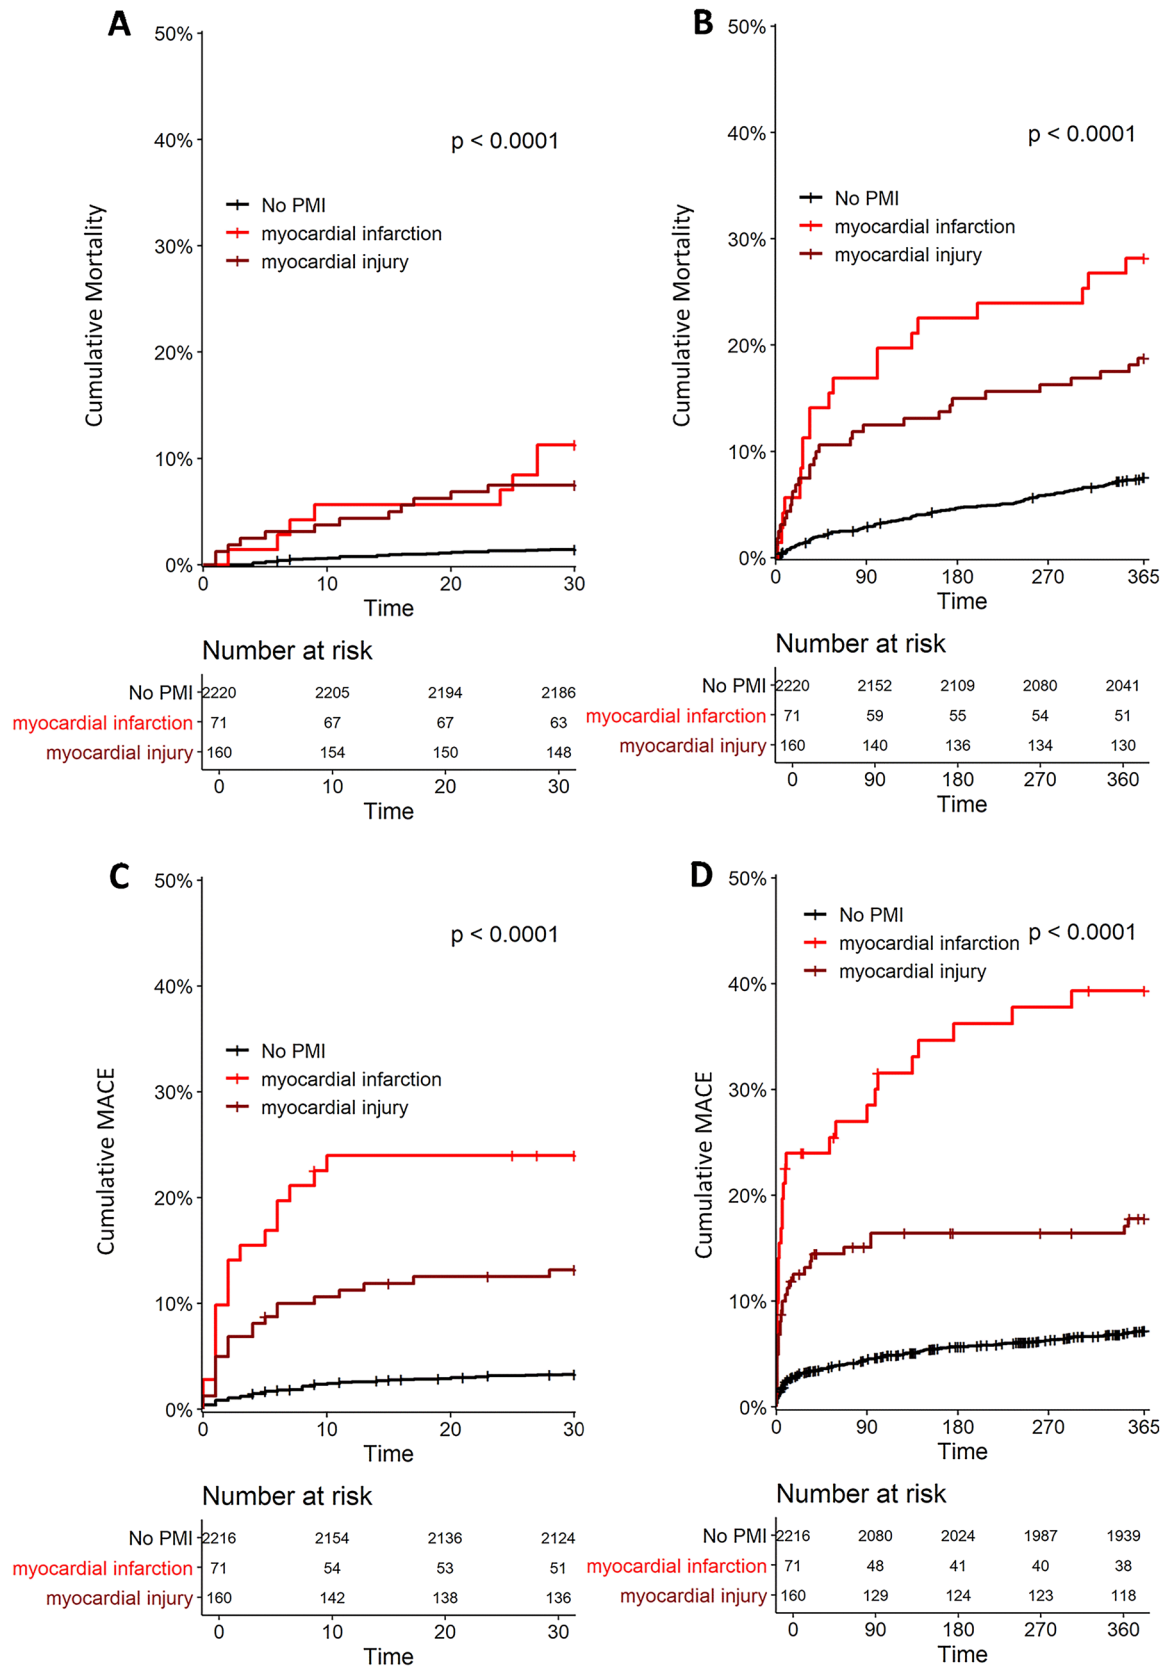 A
50%
40%
30%
20%
10%
0%
Cumulative Mortality
p < 0.0001
No PMI
myocardial infarction
myocardial injury
0 10 20 30
Time
Number at risk
No PMI 2220 2205 2194 2186
myocardial infarction 71 67 67 63
myocardial injury 160 154 150 148
0 10 20 30
Time
B
50%
40%
30%
20%
10%
0%
Cumulative Mortality
p < 0.0001
No PMI
myocardial infarction
myocardial injury
0 90 180 270 365
Time
Number at risk
No PMI 2220 2152 2109 2080 2041
myocardial infarction 71 59 55 54 51
myocardial injury 160 140 136 134 130
0 90 180 270 360
Time
C
50%
40%
30%
20%
10%
0%
Cumulative MACE
p < 0.0001
No PMI
myocardial infarction
myocardial injury
0 10 20 30
Time
Number at risk
No PMI 2216 2154 2136 2124
myocardial infarction 71 54 53 51
myocardial injury 160 142 138 136
0 10 20 30
Time
D
50%
40%
30%
20%
10%
0%
Cumulative MACE
No PMI
myocardial infarction
myocardial injury
p < 0.0001
0 90 180 270 365
Time
Number at risk
No PMI 2216 2080 2024 1987 1939
myocardial infarction 71 48 41 40 38
myocardial injury 160 129 124 123 118
0 90 180 270 360
Time